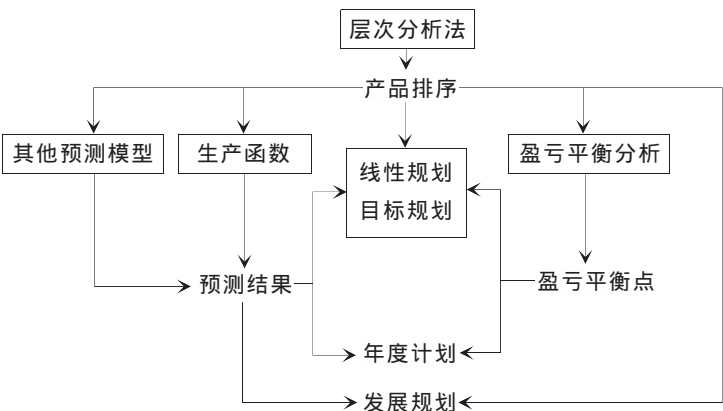 层次分析法
产品排序
其他预测模型
生产函数
线性规划
目标规划
盈亏平衡分析
预测结果
盈亏平衡点
年度计划
发展规划